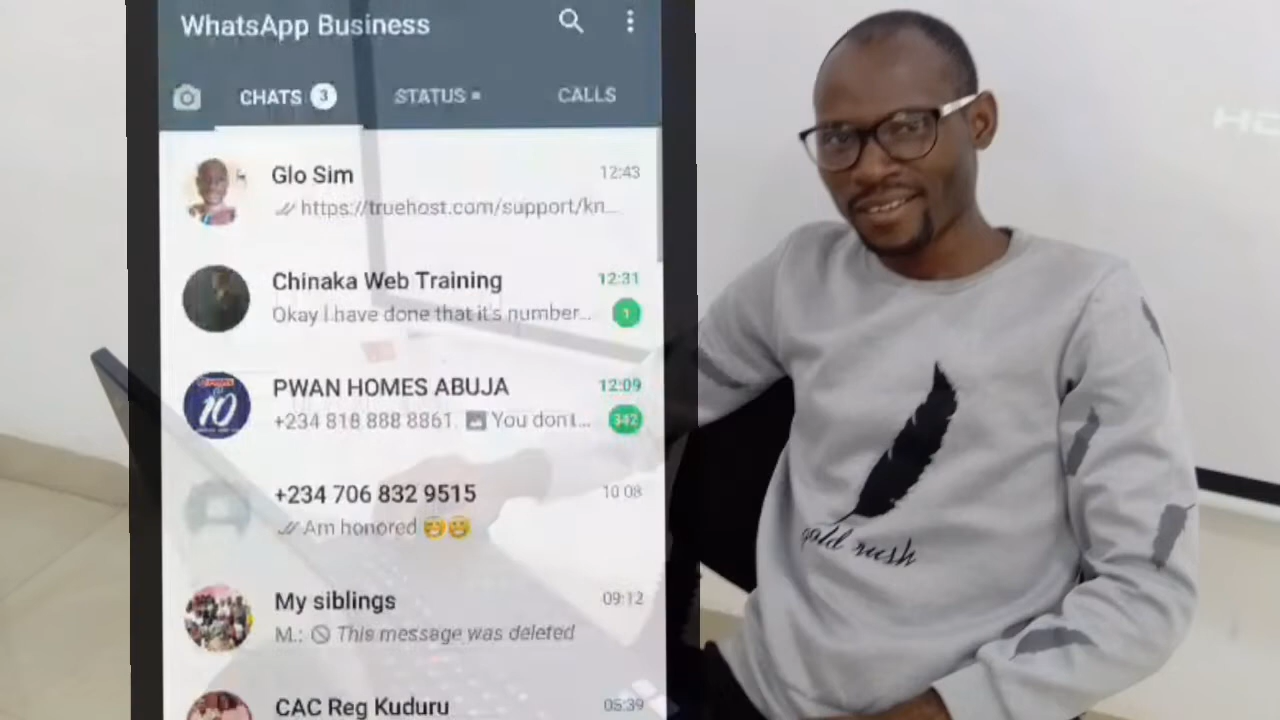 WhatsApp Business
CHATS 3 STATUS CALLS
Glo Sim 12:43
https://truehost.com/support/kn...
Chinaka Web Training 12:31
Okay I have done that it's number... 1
PWAN HOMES ABUJA 12:09
10
+234 818 888 8861: You don't... 342
+234 706 832 9515 10:08
Am honored 😇😄
My siblings 09:12
M.: This message was deleted
CAC Reg Kuduru 05:39
gold rush